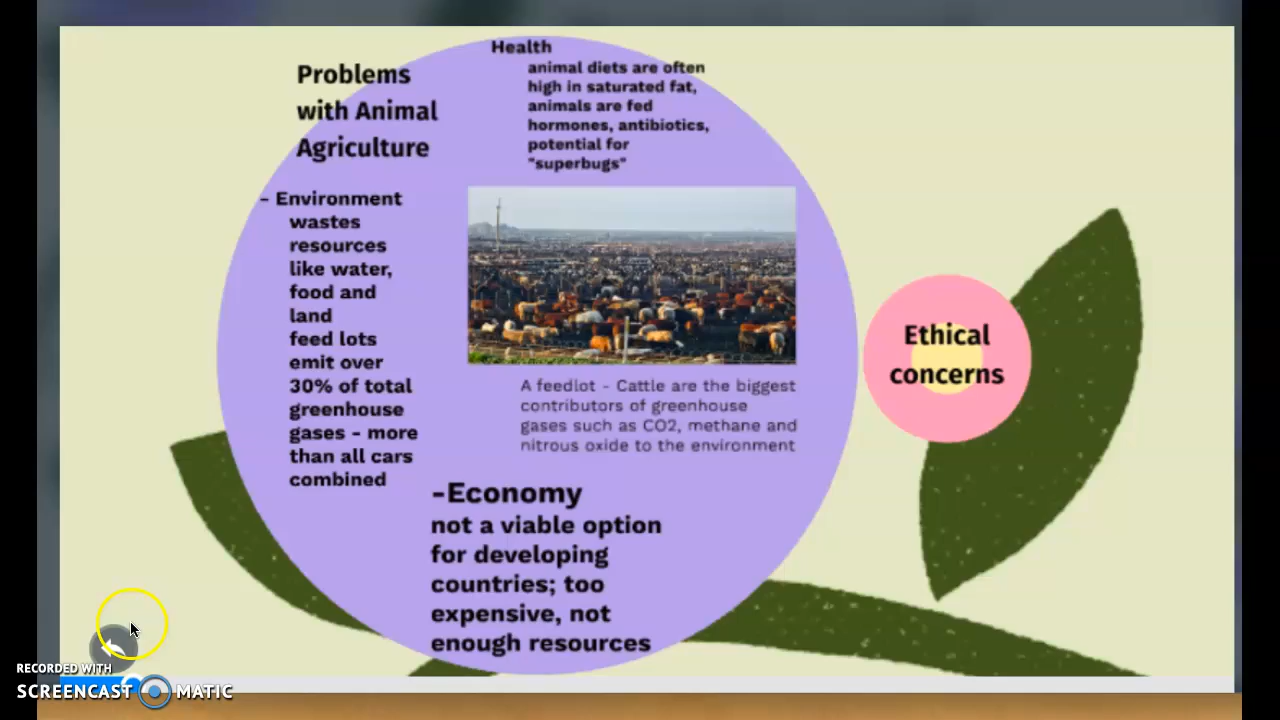 Problems
with Animal
Agriculture
Health
animal diets are often
high in saturated fat,
animals are fed
hormones, antibiotics,
potential for
"superbugs"
- Environment
wastes
resources
like water,
food and
land
feed lots
emit over
30% of total
greenhouse
gases - more
than all cars
combined
A feedlot - Cattle are the biggest
contributors of greenhouse
gases such as CO2, methane and
nitrous oxide to the environment
-Economy
not a viable option
for developing
countries; too
expensive, not
enough resources
Ethical
concerns
RECORDED WITH
SCREENCAST MATIC